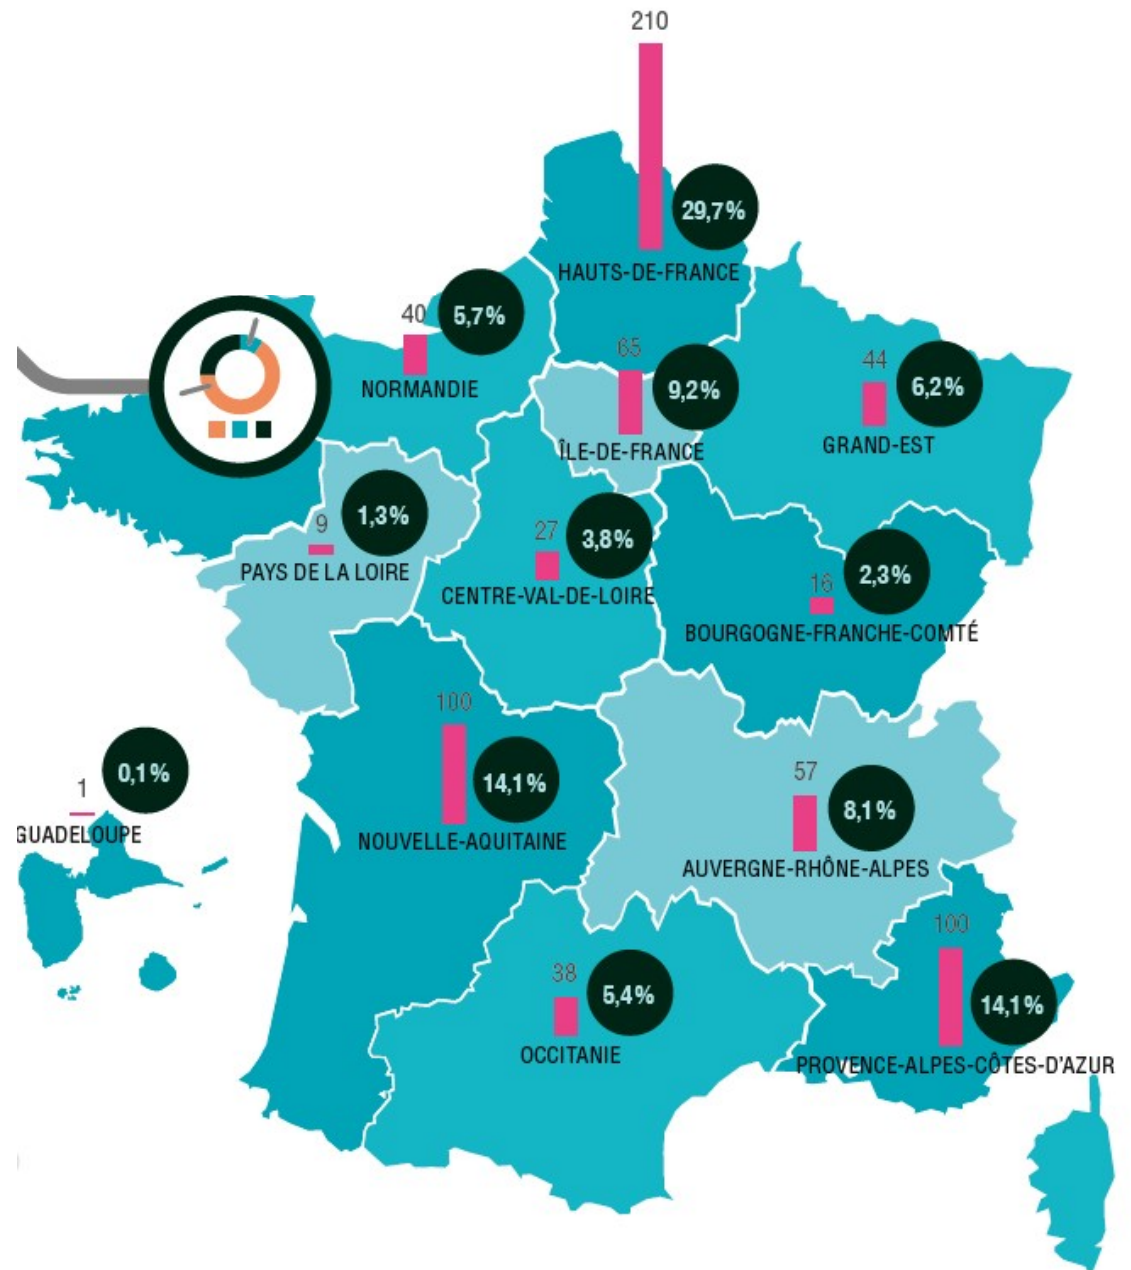 210
29,7%
HAUTS-DE-FRANCE
40
5,7%
NORMANDIE
65
9,2%
ÎLE-DE-FRANCE
44
6,2%
GRAND-EST
9
1,3%
PAYS DE LA LOIRE
27
3,8%
CENTRE-VAL-DE-LOIRE
16
2,3%
BOURGOGNE-FRANCHE-COMTÉ
100
14,1%
NOUVELLE-AQUITAINE
1
0,1%
GUADELOUPE
57
8,1%
AUVERGNE-RHÔNE-ALPES
38
5,4%
OCCITANIE
100
14,1%
PROVENCE-ALPES-CÔTES-D'AZUR